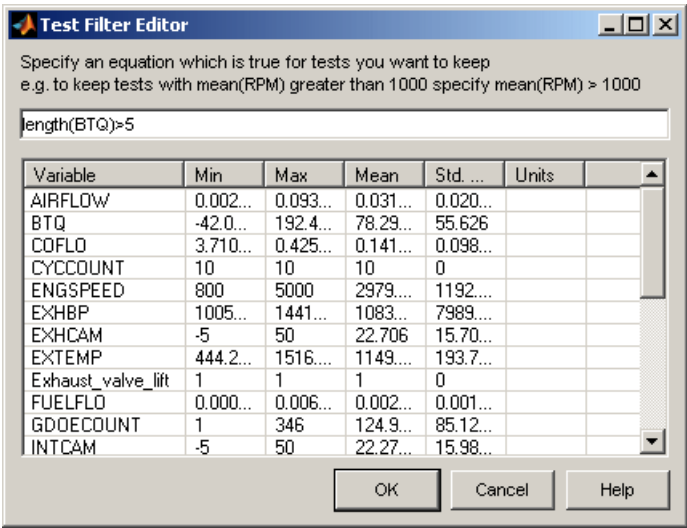 Test Filter Editor
Specify an equation which is true for tests you want to keep
e.g. to keep tests with mean(RPM) greater than 1000 specify mean(RPM) > 1000
length(BTQ)>5
Variable Min Max Mean Std. ... Units
AIRFLOW 0.002... 0.093... 0.031... 0.020...
BTQ -42.0... 192.4... 78.29... 55.626
COFLO 3.710... 0.425... 0.141... 0.098...
CYCCOUNT 10 10 10 0
ENGSPEED 800 5000 2979.... 1192....
EXHBP 1005... 1441... 1083... 7989....
EXHCAM -5 50 22.706 15.70...
EXTEMP 444.2... 1516.... 1149.... 193.7...
Exhaust_valve_lift 1 1 1 0
FUELFLO 0.000... 0.006... 0.002... 0.001...
GDOECOUNT 1 346 124.9... 85.12...
INTCAM -5 50 22.27... 15.98...
OK Cancel Help